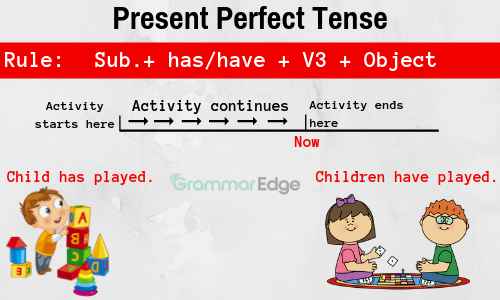 Present Perfect Tense
Rule: Sub.+ has/have + V3 + Object
Activity starts here
Activity continues
Activity ends here
Now
Child has played.
GrammarEdge
Children have played.
A
B
C
A
E
B